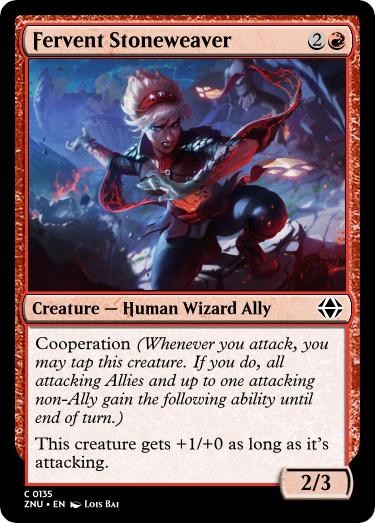 Fervent Stoneweaver 2
Creature — Human Wizard Ally
Cooperation (Whenever you attack, you
may tap this creature. If you do, all
attacking Allies and up to one attacking
non-Ally gain the following ability until
end of turn.)
This creature gets +1/+0 as long as it's
attacking.
2/3
C 0135
ZNU • EN Lois Bai